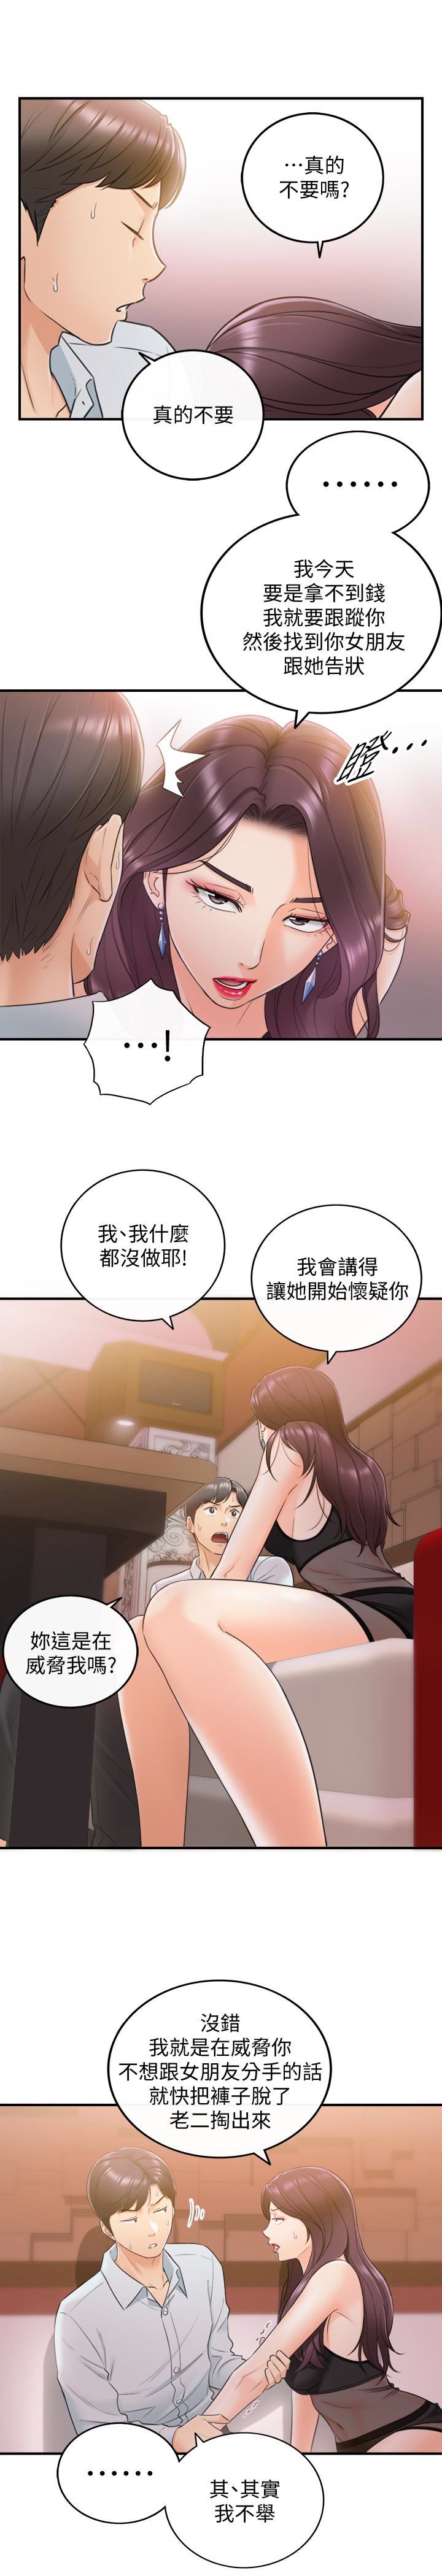 …真的
不要嗎?
真的不要
……
我今天
要是拿不到錢
我就要跟蹤你
然後找到你女朋友
跟她告狀
瞪…
…!
我、我什麼
都沒做耶!
我會講得
讓她開始懷疑你
妳這是在
威脅我嗎?
沒錯
我就是在威脅你
不想跟女朋友分手的話
就快把褲子脫了
老二掏出來
……
其、其實
我不舉